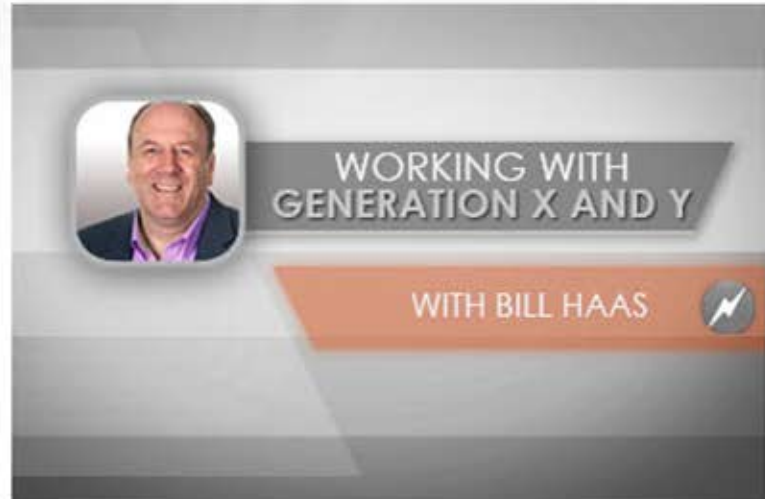 WORKING WITH
GENERATION X AND Y
WITH BILL HAAS